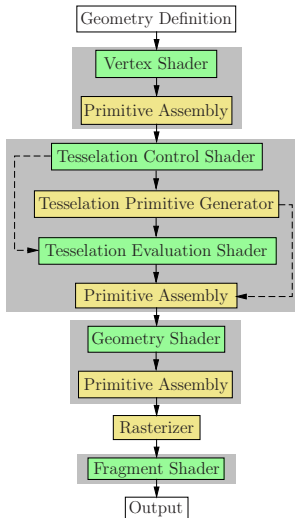 Geometry Definition
Vertex Shader
Primitive Assembly
Tesselation Control Shader
Tesselation Primitive Generator
Tesselation Evaluation Shader
Primitive Assembly
Geometry Shader
Primitive Assembly
Rasterizer
Fragment Shader
Output